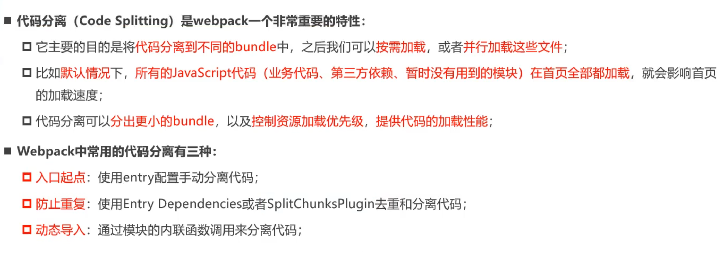 代码分离（Code Splitting）是webpack一个非常重要的特性：
它主要的目的是将代码分离到不同的bundle中，之后我们可以按需加载，或者并行加载这些文件；
比如默认情况下，所有的JavaScript代码（业务代码、第三方依赖、暂时没有用到的模块）在首页全部都加载，就会影响首页
的加载速度；
代码分离可以分出更小的bundle，以及控制资源加载优先级，提供代码的加载性能；
Webpack中常用的代码分离有三种：
入口起点：使用entry配置手动分离代码；
防止重复：使用Entry Dependencies或者SplitChunksPlugin去重和分离代码；
动态导入：通过模块的内联函数调用来分离代码；